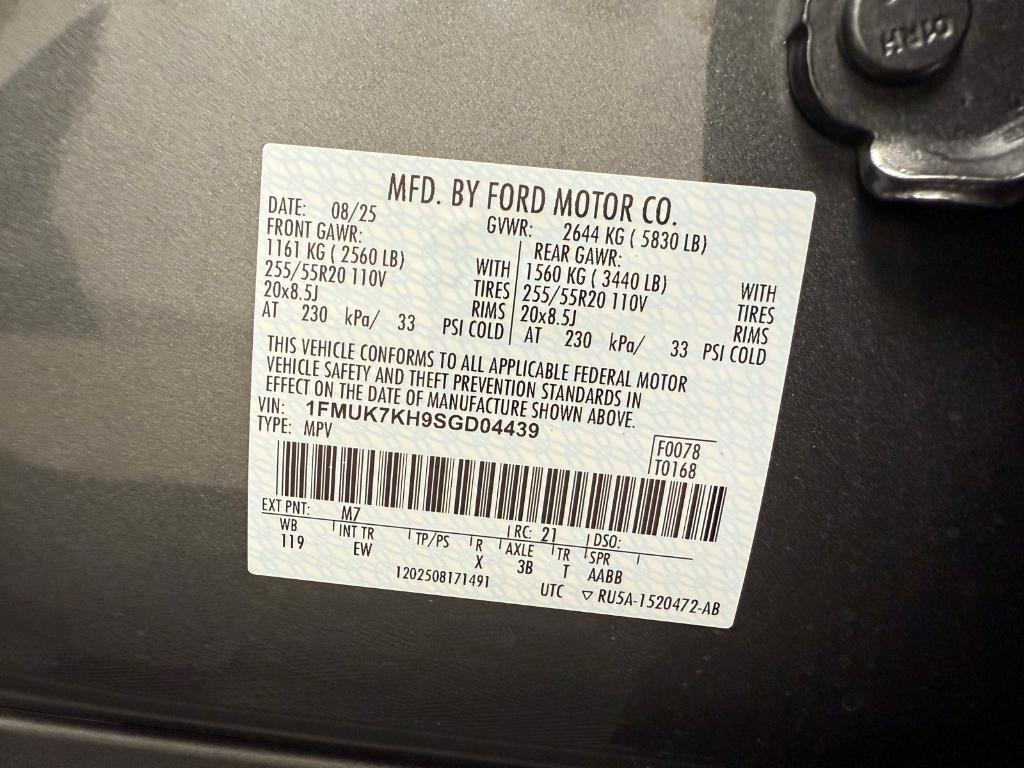 01RH
MFD. BY FORD MOTOR CO.
DATE: 08/25 GVWR: 2644 KG ( 5830 LB)
FRONT GAWR: REAR GAWR:
1161 KG ( 2560 LB) WITH 1560 KG ( 3440 LB) WITH
255/55R20 110V TIRES 255/55R20 110V TIRES
20x8.5J RIMS 20x8.5J RIMS
AT 230 kPa/ 33 PSI COLD AT 230 kPa/ 33 PSI COLD
THIS VEHICLE CONFORMS TO ALL APPLICABLE FEDERAL MOTOR
VEHICLE SAFETY AND THEFT PREVENTION STANDARDS IN
EFFECT ON THE DATE OF MANUFACTURE SHOWN ABOVE.
VIN: 1FMUK7KH9SGD04439
TYPE: MPV
F0078
T0168
EXT PNT: M7 RC: 21 DSO:
WB INT TR TP/PS R AXLE TR SPR
119 EW X 3B T AABB
1202508171491
UTC ▽ RU5A-1520472-AB